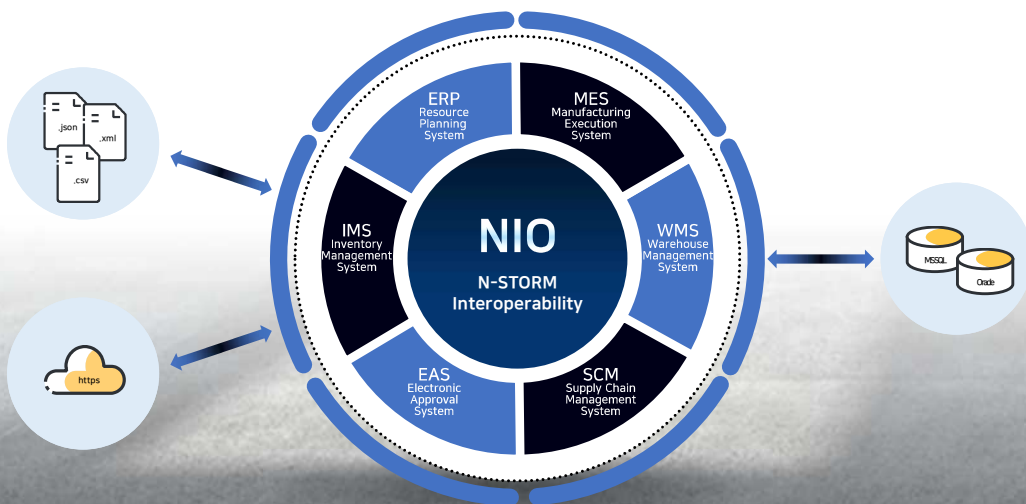 ERP
Resource
Planning
System
MES
Manufacturing
Execution
System
.json
.xml
.csv
IMS
Inventory
Management
System
NIO
N-STORM
Interoperability
WMS
Warehouse
Management
System
MSSQL
Oracle
https
EAS
Electronic
Approval
System
SCM
Supply Chain
Management
System